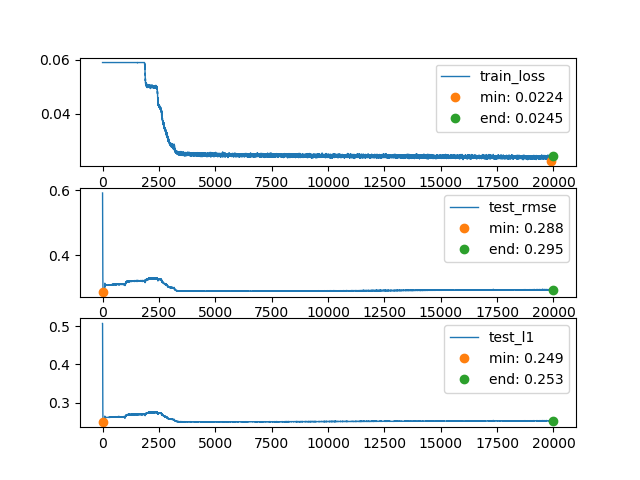 0.06
0.04
train_loss
min: 0.0224
end: 0.0245
0 2500 5000 7500 10000 12500 15000 17500 20000
0.6
0.4
test_rmse
min: 0.288
end: 0.295
0 2500 5000 7500 10000 12500 15000 17500 20000
0.5
0.4
0.3
test_l1
min: 0.249
end: 0.253
0 2500 5000 7500 10000 12500 15000 17500 20000